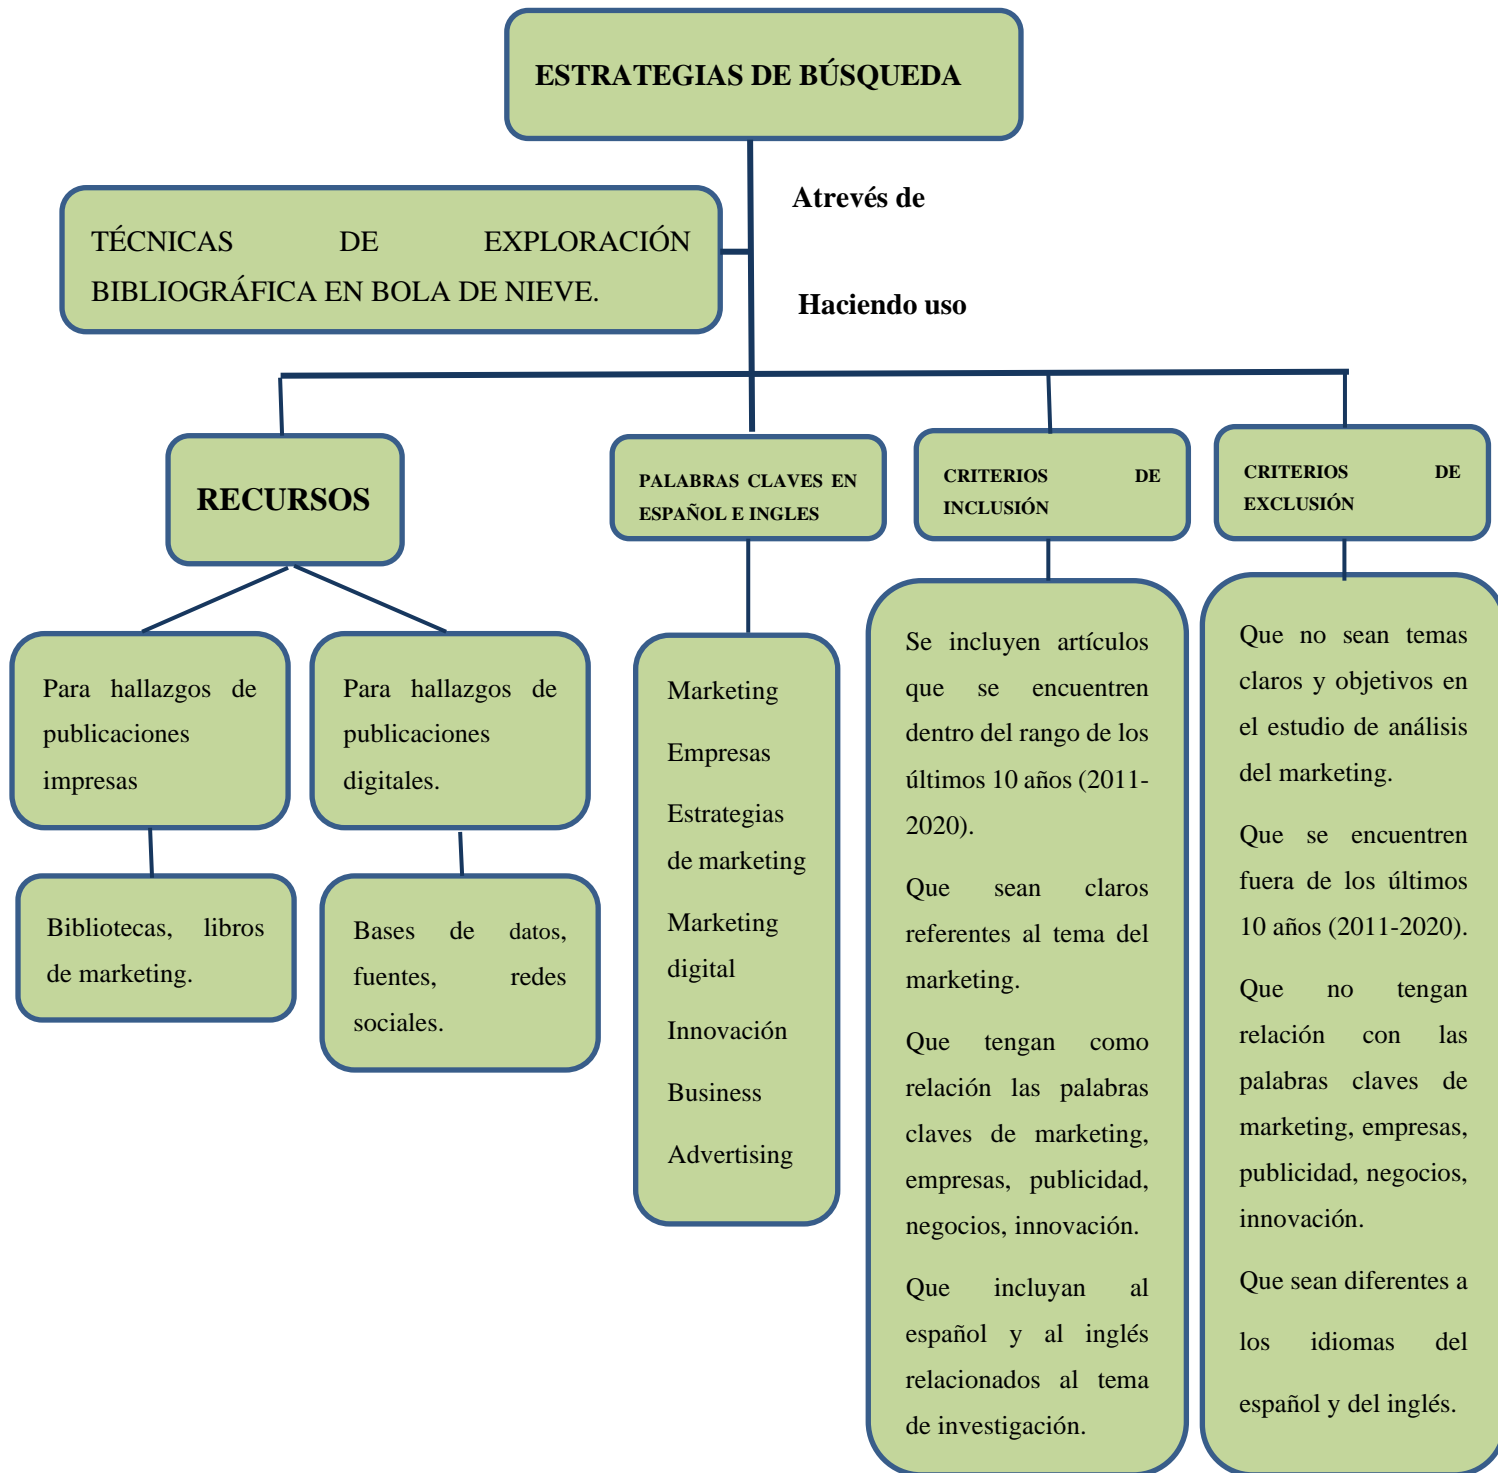 ESTRATEGIAS DE BÚSQUEDA
Atrevés de
TÉCNICAS DE EXPLORACIÓN
BIBLIOGRÁFICA EN BOLA DE NIEVE.
Haciendo uso
RECURSOS
PALABRAS CLAVES EN
ESPAÑOL E INGLES
CRITERIOS DE
INCLUSIÓN
CRITERIOS DE
EXCLUSIÓN
Para hallazgos de
publicaciones
impresas
Para hallazgos de
publicaciones
digitales.
Bibliotecas, libros
de marketing.
Bases de datos,
fuentes, redes
sociales.
Marketing
Empresas
Estrategias
de marketing
Marketing
digital
Innovación
Business
Advertising
Se incluyen artículos
que se encuentren
dentro del rango de los
últimos 10 años (2011-
2020).
Que sean claros
referentes al tema del
marketing.
Que tengan como
relación las palabras
claves de marketing,
empresas, publicidad,
negocios, innovación.
Que incluyan al
español y al inglés
relacionados al tema
de investigación.
Que no sean temas
claros y objetivos en
el estudio de análisis
del marketing.
Que se encuentren
fuera de los últimos
10 años (2011-2020).
Que no tengan
relación con las
palabras claves de
marketing, empresas,
publicidad, negocios,
innovación.
Que sean diferentes a
los idiomas del
español y del inglés.